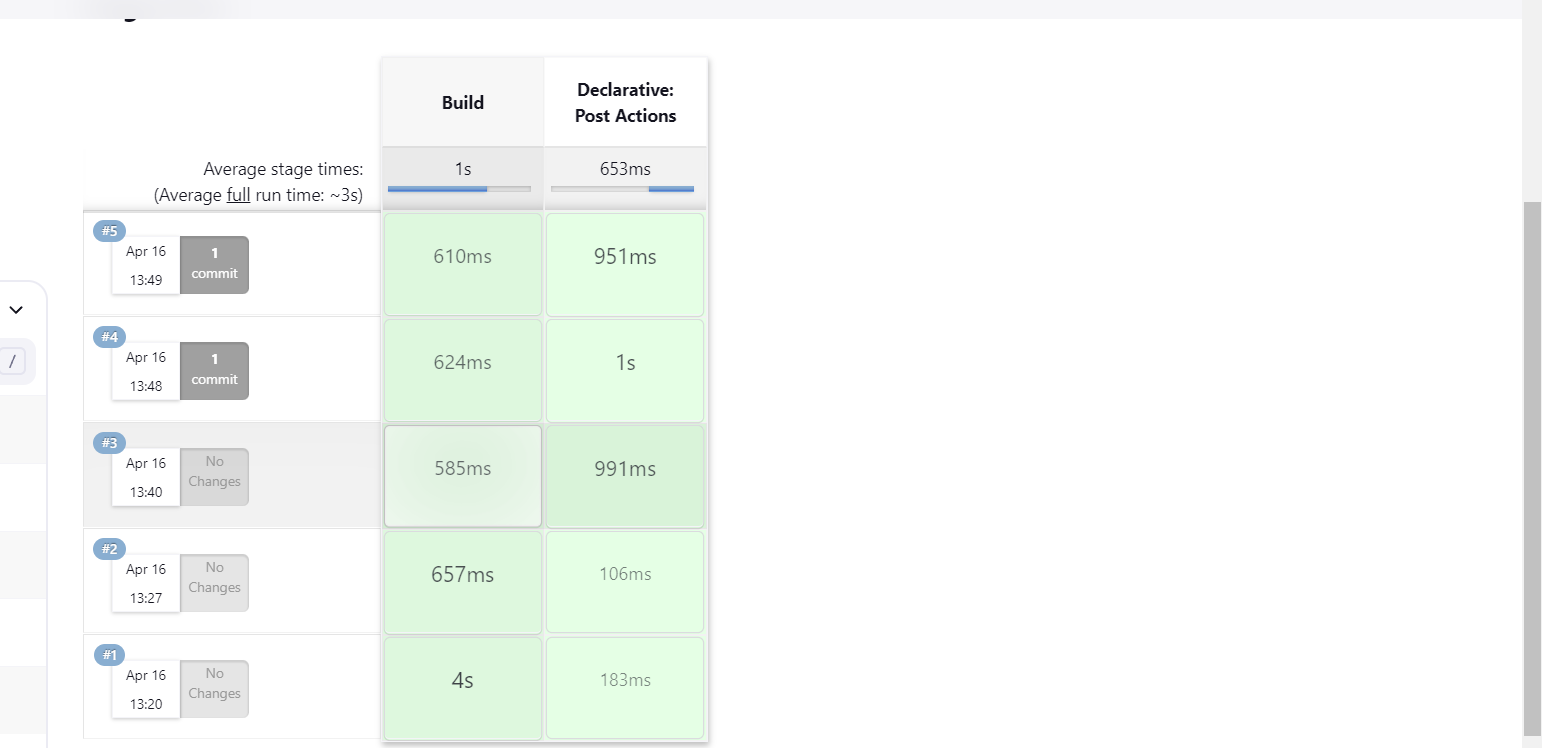 Build
Declarative:
Post Actions
Average stage times:
(Average full run time: ~3s)
1s
653ms
#5
Apr 16
13:49
1
commit
610ms
951ms
#4
Apr 16
13:48
1
commit
624ms
1s
/
#3
Apr 16
13:40
No
Changes
585ms
991ms
#2
Apr 16
13:27
No
Changes
657ms
106ms
#1
Apr 16
13:20
No
Changes
4s
183ms